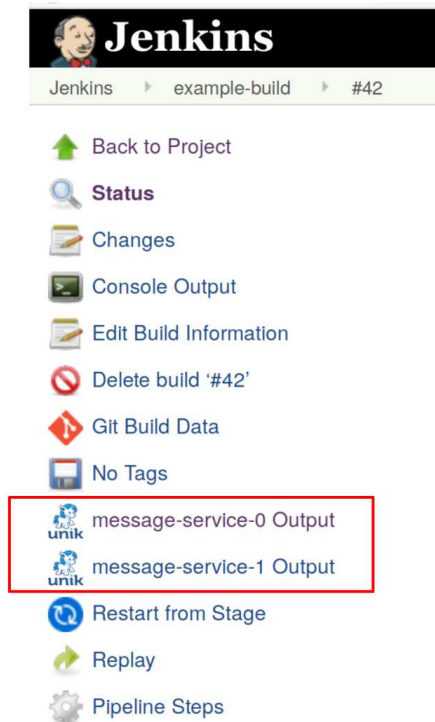 Jenkins
Jenkins example-build #42
Back to Project
Status
Changes
Console Output
Edit Build Information
Delete build ‘#42’
Git Build Data
No Tags
unik message-service-0 Output
unik message-service-1 Output
Restart from Stage
Replay
Pipeline Steps